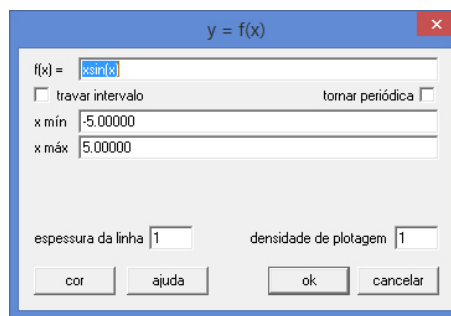 y = f(x)
f(x) = xsin(x)
travar intervalo tornar periódica
x mín -5.00000
x máx 5.00000
espessura da linha 1 densidade de plotagem 1
cor ajuda ok cancelar